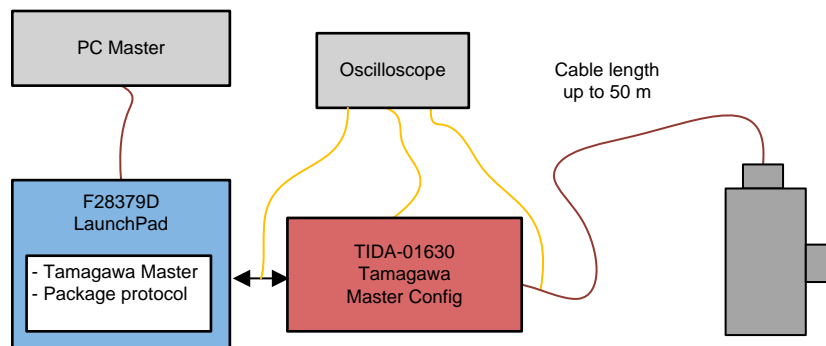 PC Master
Oscilloscope
Cable length
up to 50 m
F28379D
LaunchPad
- Tamagawa Master
- Package protocol
TIDA-01630
Tamagawa
Master Config